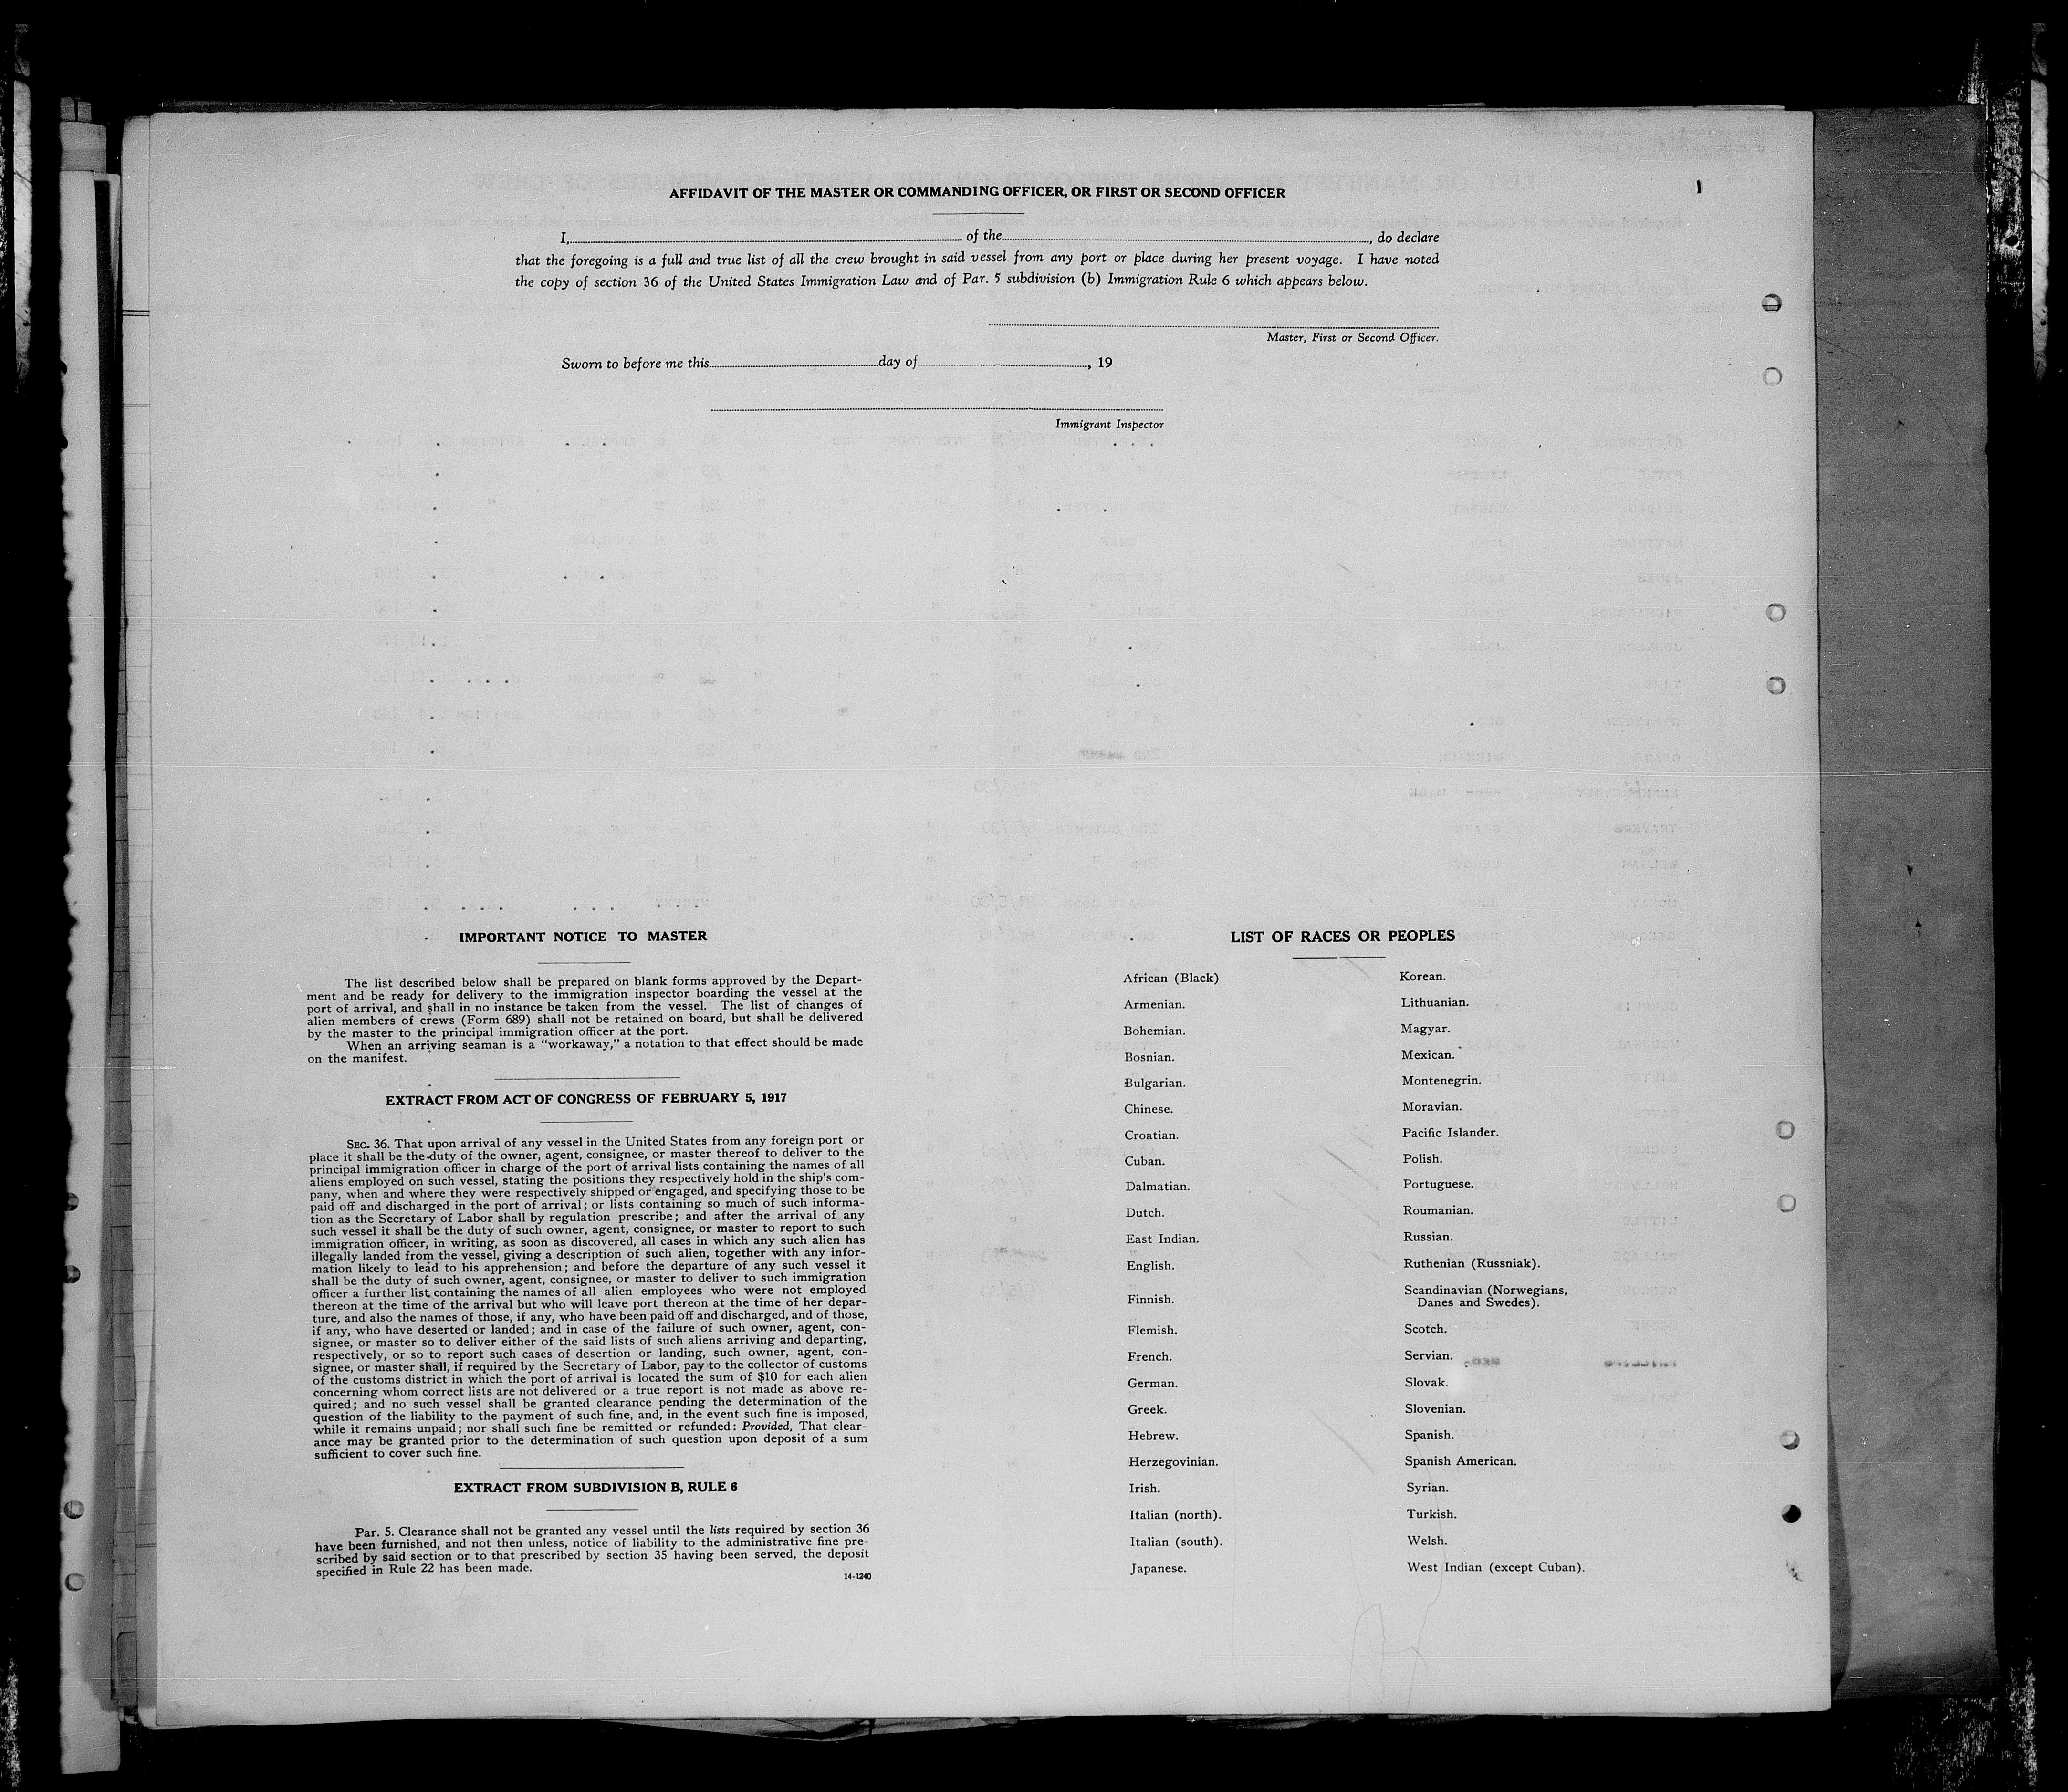 AFFIDAVIT OF THE MASTER OR COMMANDING OFFICER, OR FIRST OR SECOND OFFICER
I, of the , do declare
that the foregoing is a full and true list of all the crew brought in said vessel from any port or place during her present voyage. I have noted
the copy of section 36 of the United States Immigration Law and of Par. 5 subdivision (b) Immigration Rule 6 which appears below.
Master, First or Second Officer.
Sworn to before me this day of , 19
Immigrant Inspector
IMPORTANT NOTICE TO MASTER
The list described below shall be prepared on blank forms approved by the Depart-
ment and be ready for delivery to the immigration inspector boarding the vessel at the
port of arrival, and shall in no instance be taken from the vessel. The list of changes of
alien members of crews (Form 689) shall not be retained on board, but shall be delivered
by the master to the principal immigration officer at the port.
When an arriving seaman is a “workaway,” a notation to that effect should be made
on the manifest.
EXTRACT FROM ACT OF CONGRESS OF FEBRUARY 5, 1917
SEC. 36. That upon arrival of any vessel in the United States from any foreign port or
place it shall be the duty of the owner, agent, consignee, or master thereof to deliver to the
principal immigration officer in charge of the port of arrival lists containing the names of all
aliens employed on such vessel, stating the positions they respectively hold in the ship's com-
pany, when and where they were respectively shipped or engaged, and specifying those to be
paid off and discharged in the port of arrival; or lists containing so much of such informa-
tion as the Secretary of Labor shall by regulation prescribe; and after the arrival of any
such vessel it shall be the duty of such owner, agent, consignee, or master to report to such
immigration officer, in writing, as soon as discovered, all cases in which any such alien has
illegally landed from the vessel, giving a description of such alien, together with any infor-
mation likely to lead to his apprehension; and before the departure of any such vessel it
shall be the duty of such owner, agent, consignee, or master to deliver to such immigration
officer a further list containing the names of all alien employees who were not employed
thereon at the time of the arrival but who will leave port thereon at the time of her depar-
ture, and also the names of those, if any, who have been paid off and discharged, and of those,
if any, who have deserted or landed; and in case of the failure of such owner, agent, con-
signee, or master so to deliver either of the said lists of such aliens arriving and departing,
respectively, or so to report such cases of desertion or landing, such owner, agent, con-
signee, or master shall, if required by the Secretary of Labor, pay to the collector of customs
of the customs district in which the port of arrival is located the sum of $10 for each alien
concerning whom correct lists are not delivered or a true report is not made as above re-
quired; and no such vessel shall be granted clearance pending the determination of the
question of the liability to the payment of such fine, and, in the event such fine is imposed,
while it remains unpaid; nor shall such fine be remitted or refunded: Provided, That clear-
ance may be granted prior to the determination of such question upon deposit of a sum
sufficient to cover such fine.
EXTRACT FROM SUBDIVISION B, RULE 6
Par. 5. Clearance shall not be granted any vessel until the lists required by section 36
have been furnished, and not then unless, notice of liability to the administrative fine pre-
scribed by said section or to that prescribed by section 35 having been served, the deposit
specified in Rule 22 has been made.
14-1240
LIST OF RACES OR PEOPLES
African (Black)
Armenian.
Bohemian.
Bosnian.
Bulgarian.
Chinese.
Croatian.
Cuban.
Dalmatian.
Dutch.
East Indian.
English.
Finnish.
Flemish.
French.
German.
Greek.
Hebrew.
Herzegovinian.
Irish.
Italian (north).
Italian (south).
Japanese.
Korean.
Lithuanian.
Magyar.
Mexican.
Montenegrin.
Moravian.
Pacific Islander.
Polish.
Portuguese.
Roumanian.
Russian.
Ruthenian (Russniak).
Scandinavian (Norwegians,
Danes and Swedes).
Scotch.
Servian.
Slovak.
Slovenian.
Spanish.
Spanish American.
Syrian.
Turkish.
Welsh.
West Indian (except Cuban).